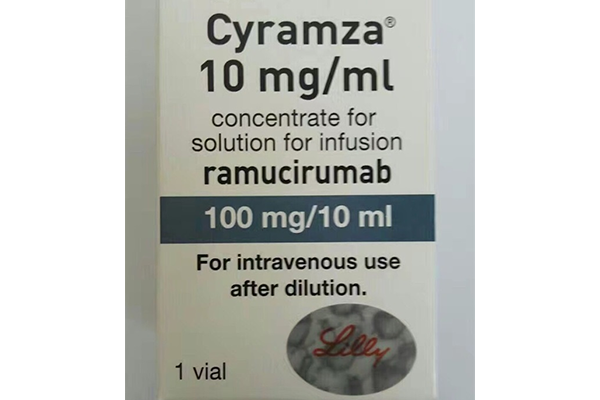 Cyramza®
10 mg/ml
concentrate for
solution for infusion
ramucirumab
100 mg/10 ml
For intravenous use
after dilution.
Lilly
1 vial